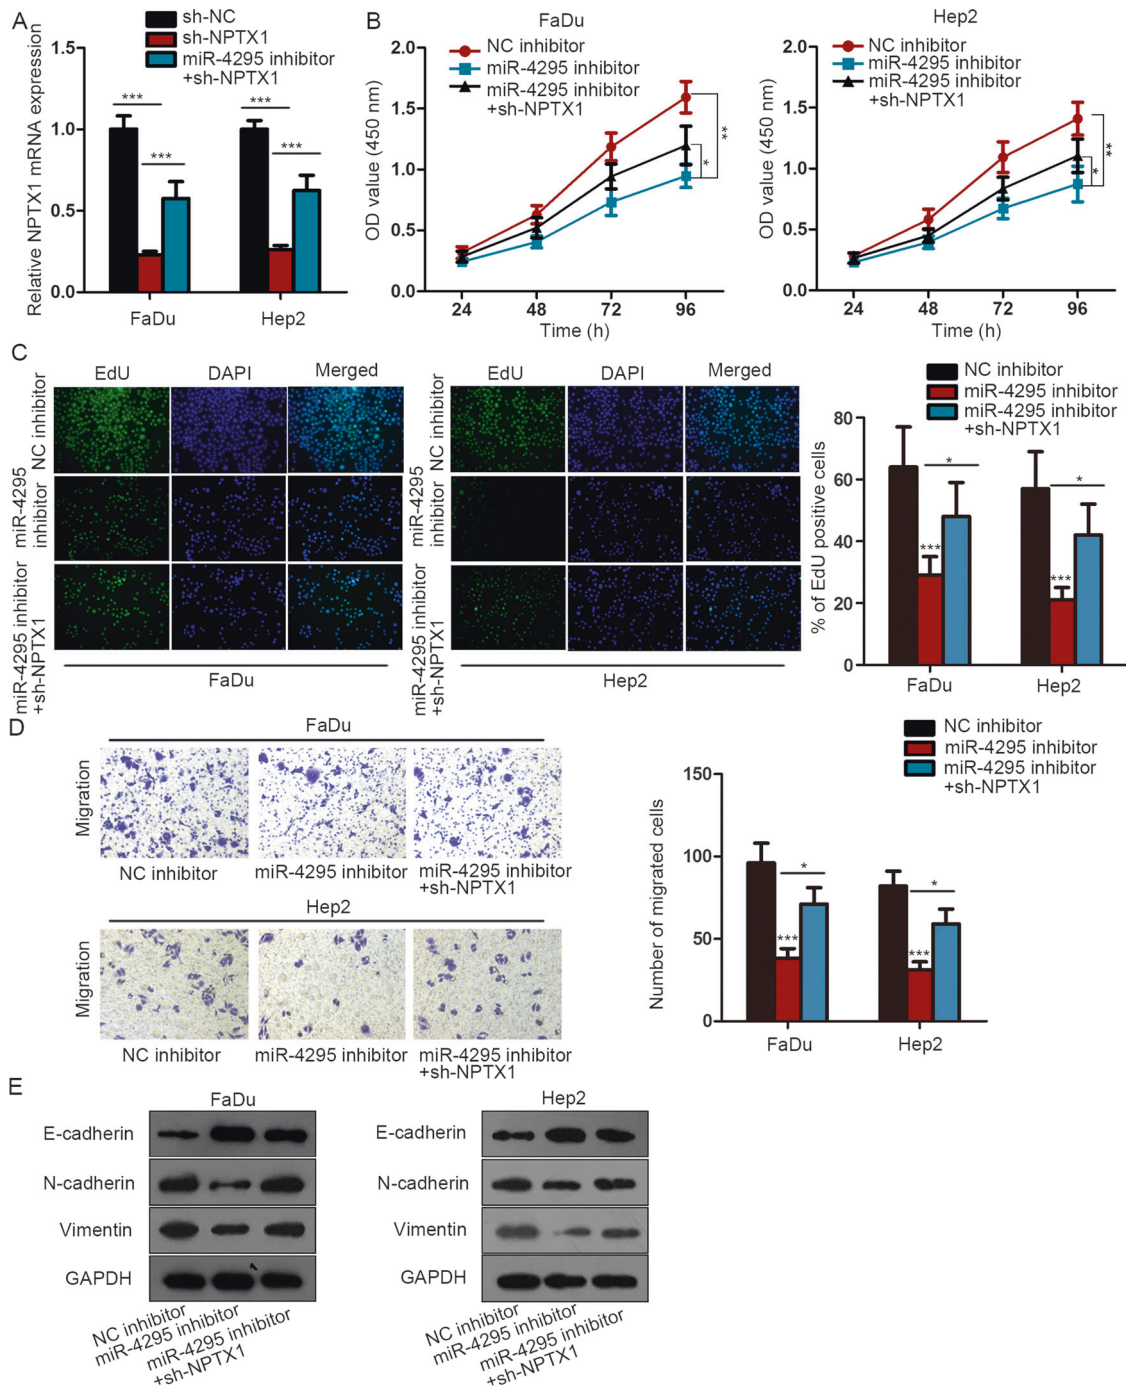 A
sh-NC
sh-NPTX1
miR-4295 inhibitor
+sh-NPTX1
Relative NPTX1 mRNA expression
1.5
1.0
0.5
0.0
***
***
***
***
FaDu
Hep2
B
FaDu
NC inhibitor
miR-4295 inhibitor
miR-4295 inhibitor
+sh-NPTX1
OD value (450 nm)
2.0
1.5
1.0
0.5
0.0
**
*
24 48 72 96
Time (h)
Hep2
NC inhibitor
miR-4295 inhibitor
miR-4295 inhibitor
+sh-NPTX1
OD value (450 nm)
2.0
1.5
1.0
0.5
0.0
**
*
24 48 72 96
Time (h)
C
EdU DAPI Merged
NC inhibitor
miR-4295
inhibitor
miR-4295 inhibitor
+sh-NPTX1
FaDu
EdU DAPI Merged
NC inhibitor
miR-4295
inhibitor
miR-4295 inhibitor
+sh-NPTX1
Hep2
NC inhibitor
miR-4295 inhibitor
miR-4295 inhibitor
+sh-NPTX1
% of EdU positive cells
80
60
40
20
0
*
***
*
***
FaDu
Hep2
D
FaDu
Migration
NC inhibitor
miR-4295 inhibitor
miR-4295 inhibitor
+sh-NPTX1
Hep2
Migration
NC inhibitor
miR-4295 inhibitor
miR-4295 inhibitor
+sh-NPTX1
NC inhibitor
miR-4295 inhibitor
miR-4295 inhibitor
+sh-NPTX1
Number of migrated cells
150
100
50
0
*
***
*
***
FaDu
Hep2
E
FaDu
E-cadherin
N-cadherin
Vimentin
GAPDH
NC inhibitor
miR-4295 inhibitor
miR-4295 inhibitor
+sh-NPTX1
Hep2
E-cadherin
N-cadherin
Vimentin
GAPDH
NC inhibitor
miR-4295 inhibitor
miR-4295 inhibitor
+sh-NPTX1